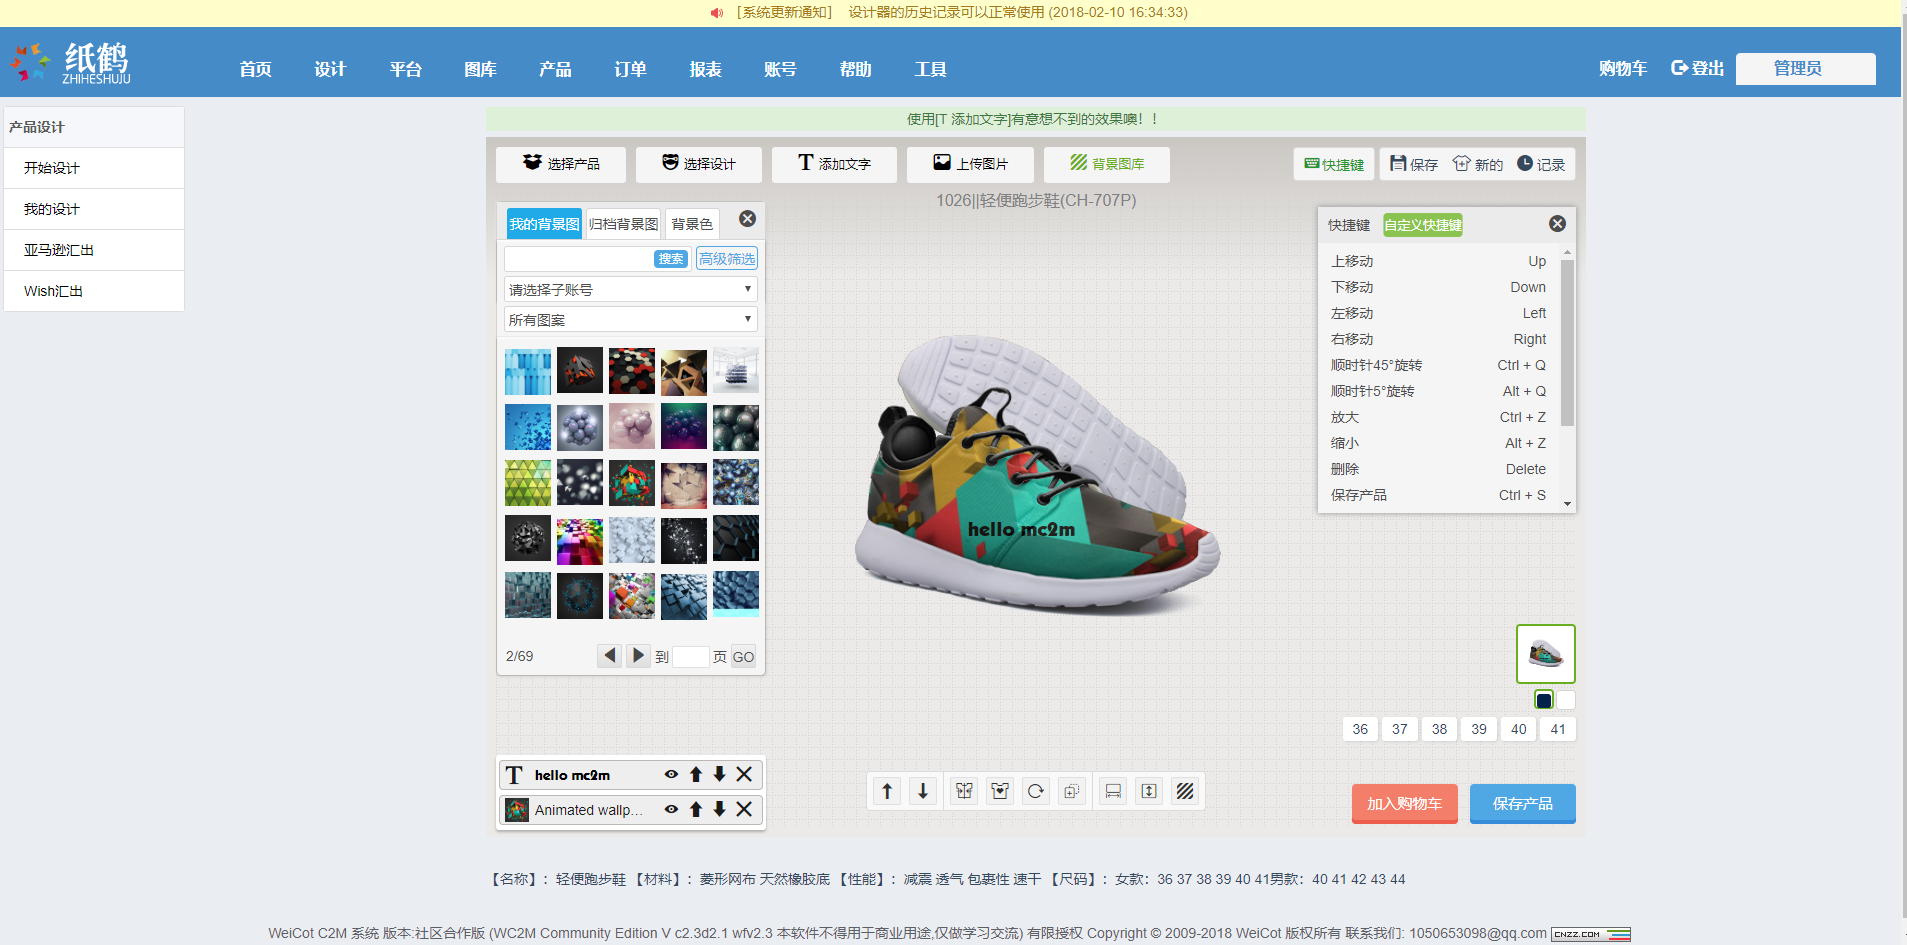 [系统更新通知] 设计器的历史记录可以正常使用 (2018-02-10 16:34:33)
纸鹤
ZHIHESHUJU
首页 设计 平台 图库 产品 订单 报表 账号 帮助 工具
购物车 登出 管理员
产品设计
开始设计
我的设计
亚马逊汇出
Wish汇出
使用[T 添加文字]有意想不到的效果噢！！
选择产品 选择设计 T 添加文字 上传图片 背景图库
快捷键 保存 新的 记录
1026||轻便跑步鞋(CH-707P)
我的背景图 归档背景图 背景色
搜索 高级筛选
请选择子账号
所有图案
2/69 到 页 GO
快捷键 自定义快捷键
上移动 Up
下移动 Down
左移动 Left
右移动 Right
顺时针45°旋转 Ctrl + Q
顺时针5°旋转 Alt + Q
放大 Ctrl + Z
缩小 Alt + Z
删除 Delete
保存产品 Ctrl + S
hello mc2m
36 37 38 39 40 41
T hello mc2m
Animated wallp...
加入购物车 保存产品
【名称】：轻便跑步鞋 【材料】：菱形网布 天然橡胶底 【性能】：减震 透气 包裹性 速干 【尺码】：女款：36 37 38 39 40 41男款：40 41 42 43 44
WeiCot C2M 系统 版本:社区合作版 (WC2M Community Edition V c2.3d2.1 wfv2.3 本软件不得用于商业用途,仅做学习交流) 有限授权 Copyright © 2009-2018 WeiCot 版权所有 联系我们: 1050653098@qq.com CNZZ.COM